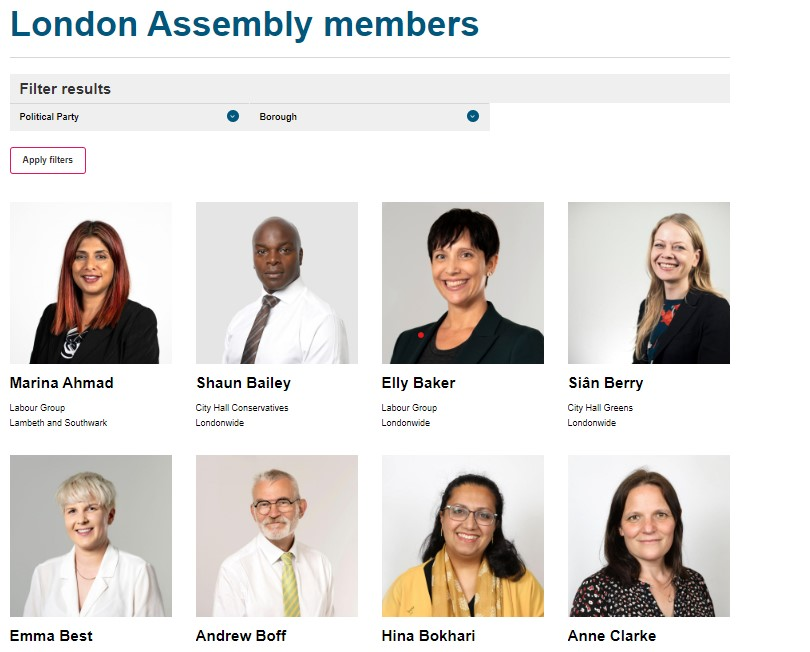 London Assembly members
Filter results
Political Party
Borough
Apply filters
Marina Ahmad
Labour Group
Lambeth and Southwark
Shaun Bailey
City Hall Conservatives
Londonwide
Elly Baker
Labour Group
Londonwide
Siân Berry
City Hall Greens
Londonwide
Emma Best
Andrew Boff
Hina Bokhari
Anne Clarke